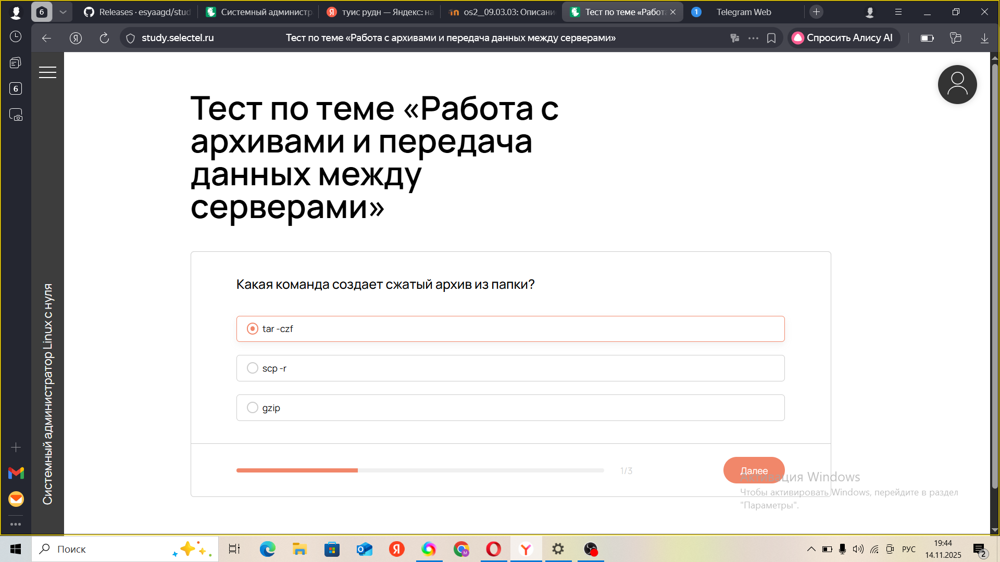 6
Releases · esyaagd/stud
Системный администр
туис рудн — Яндекс: на
os2__09.03.03: Описани
Тест по теме «Работа
1
Telegram Web
study.selectel.ru
Тест по теме «Работа с архивами и передача данных между серверами»
Спросить Алису AI
6
Системный администратор Linux с нуля
Тест по теме «Работа с
архивами и передача
данных между
серверами»
Какая команда создает сжатый архив из папки?
tar -czf
scp -r
gzip
1/3
Далее
Активация Windows
Чтобы активировать Windows, перейдите в раздел
"Параметры".
Поиск
РУС
19:44
14.11.2025
2